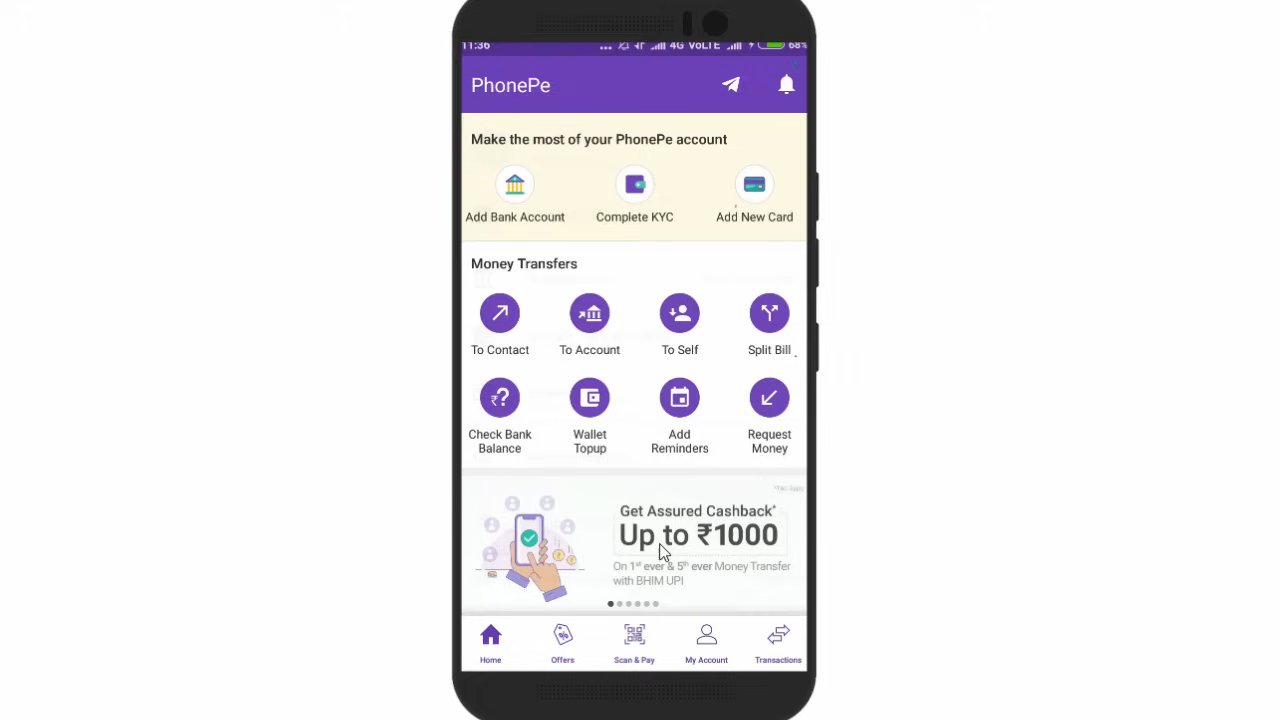 11:36 ... 4G VoLTE 68%
PhonePe
Make the most of your PhonePe account
Add Bank Account Complete KYC Add New Card
Money Transfers
To Contact To Account To Self Split Bill
₹?
Check Bank Balance Wallet Topup Add Reminders Request Money
Get Assured Cashback*
Up to ₹1000
On 1st ever & 5th ever Money Transfer
with BHIM UPI
Home Offers Scan & Pay My Account Transactions